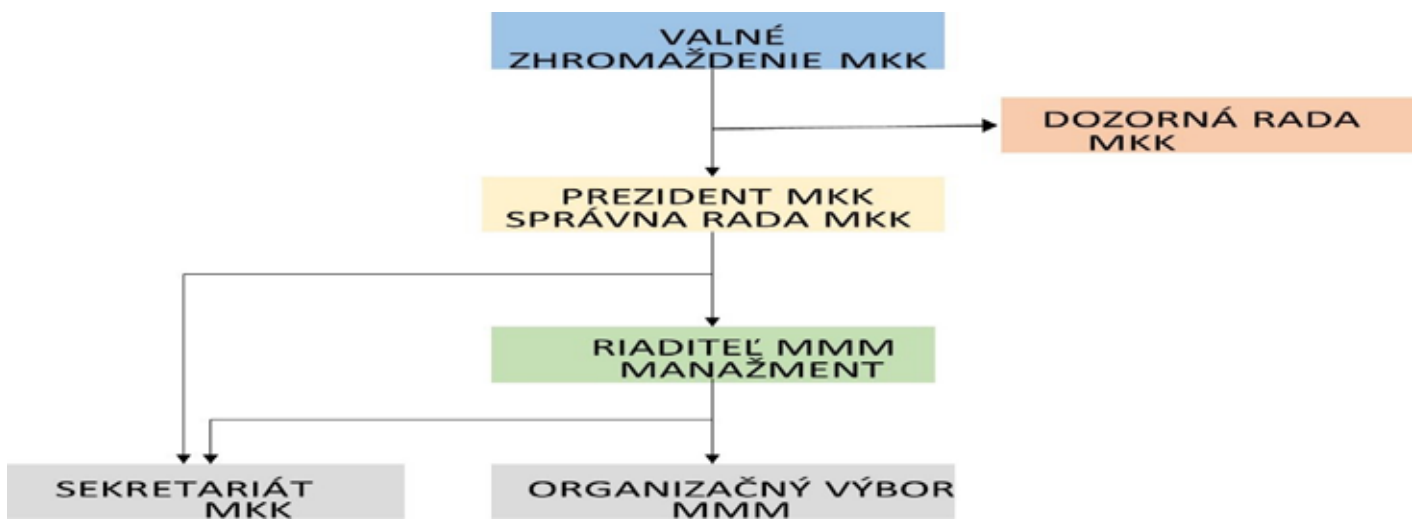 VALNÉ
ZHROMAŽDENIE MKK
DOZORNÁ RADA
MKK
PREZIDENT MKK
SPRÁVNA RADA MKK
RIADITEĽ MMM
MANAŽMENT
SEKRETARIÁT
MKK
ORGANIZAČNÝ VÝBOR
MMM